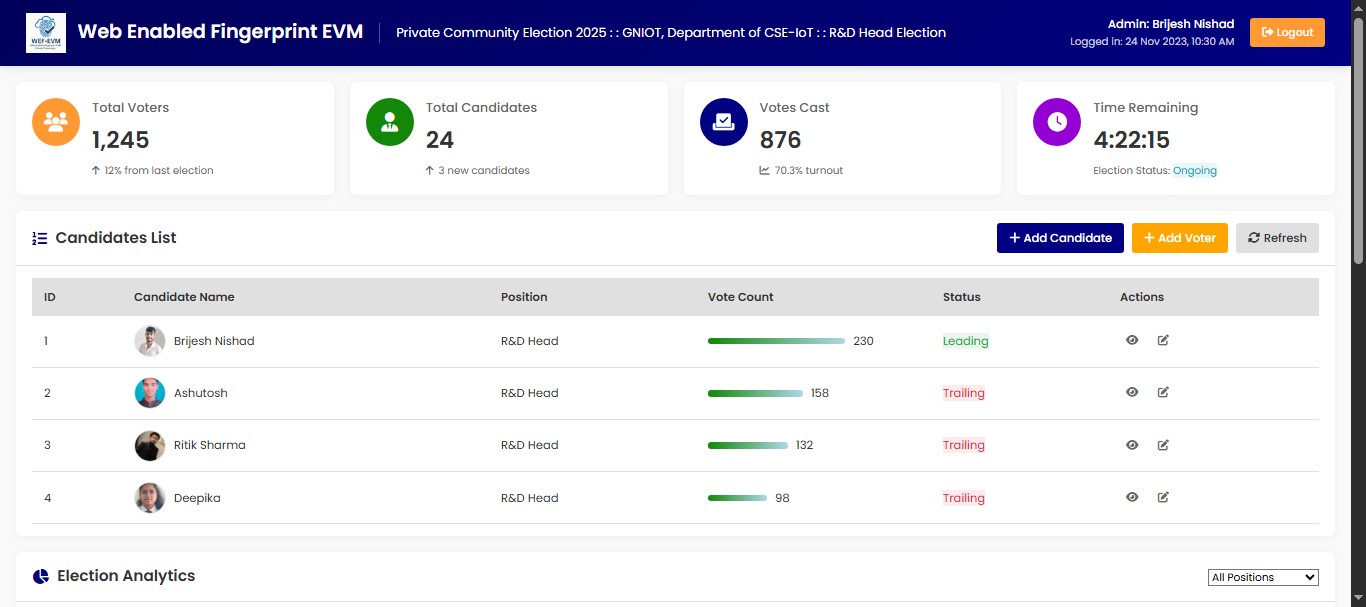 WEF-EVM
Web Enabled Fingerprint EVM
Private Community Election 2025 : : GNIOT, Department of CSE-IoT : : R&D Head Election
Admin: Brijesh Nishad
Logged in: 24 Nov 2023, 10:30 AM
Logout
Total Voters
1,245
12% from last election
Total Candidates
24
3 new candidates
Votes Cast
876
70.3% turnout
Time Remaining
4:22:15
Election Status: Ongoing
Candidates List
+ Add Candidate
+ Add Voter
Refresh
ID Candidate Name Position Vote Count Status Actions
1 Brijesh Nishad R&D Head 230 Leading
2 Ashutosh R&D Head 158 Trailing
3 Ritik Sharma R&D Head 132 Trailing
4 Deepika R&D Head 98 Trailing
Election Analytics
All Positions